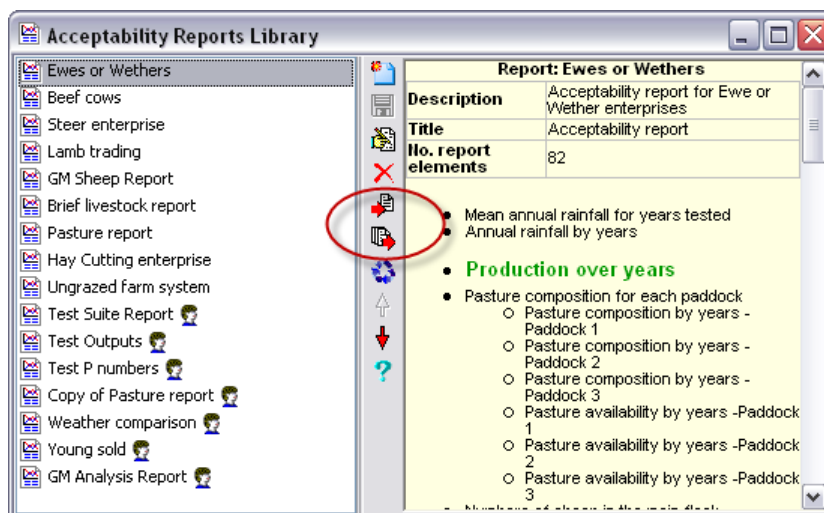 Acceptability Reports Library
Ewes or Wethers
Beef cows
Steer enterprise
Lamb trading
GM Sheep Report
Brief livestock report
Pasture report
Hay Cutting enterprise
Ungrazed farm system
Test Suite Report
Test Outputs
Test P numbers
Copy of Pasture report
Weather comparison
Young sold
GM Analysis Report
?
Report: Ewes or Wethers
Description
Acceptability report for Ewe or
Wether enterprises
Title
Acceptability report
No. report
elements
82
Mean annual rainfall for years tested
Annual rainfall by years
Production over years
Pasture composition for each paddock
Pasture composition by years -
Paddock 1
Pasture composition by years -
Paddock 2
Pasture composition by years -
Paddock 3
Pasture availability by years -Paddock
1
Pasture availability by years -Paddock
2
Pasture availability by years -Paddock
3